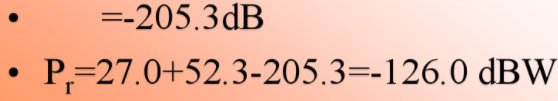 • =-205.3dB
• Pᵣ=27.0+52.3-205.3=-126.0 dBW